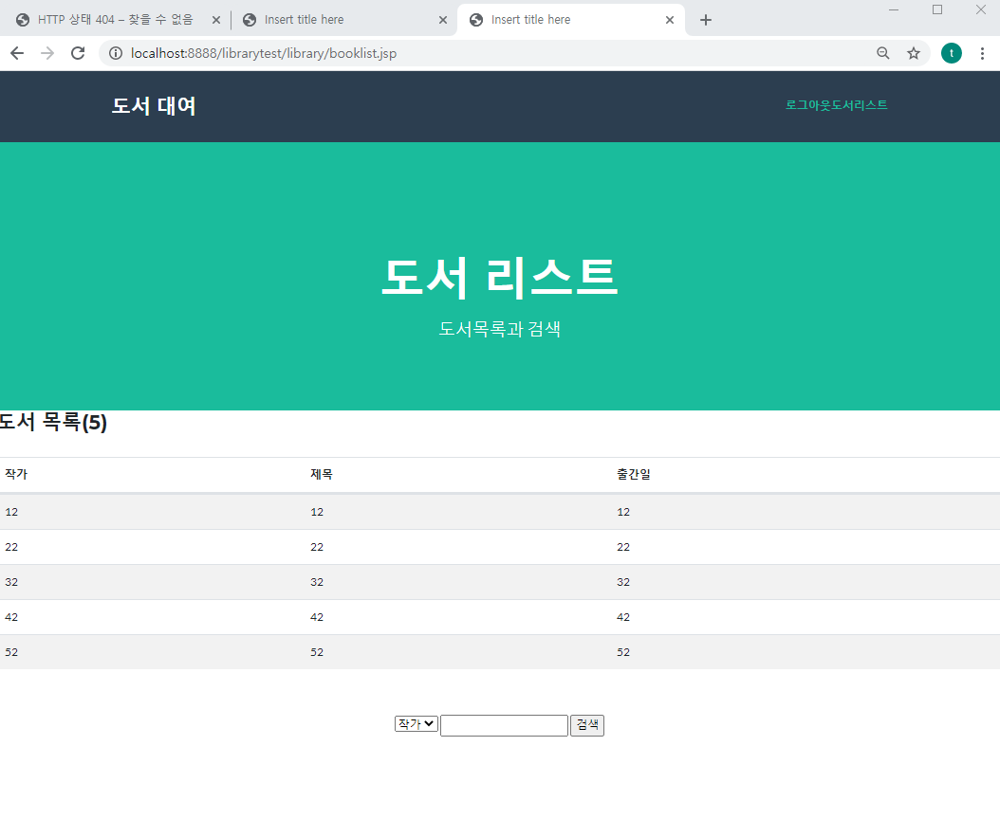 HTTP 상태 404 – 찾을 수 없음 Insert title here Insert title here
localhost:8888/librarytest/library/booklist.jsp t
도서 대여 로그아웃도서리스트
도서 리스트
도서목록과 검색
도서 목록(5)
작가 제목 출간일
12 12 12
22 22 22
32 32 32
42 42 42
52 52 52
작가 검색